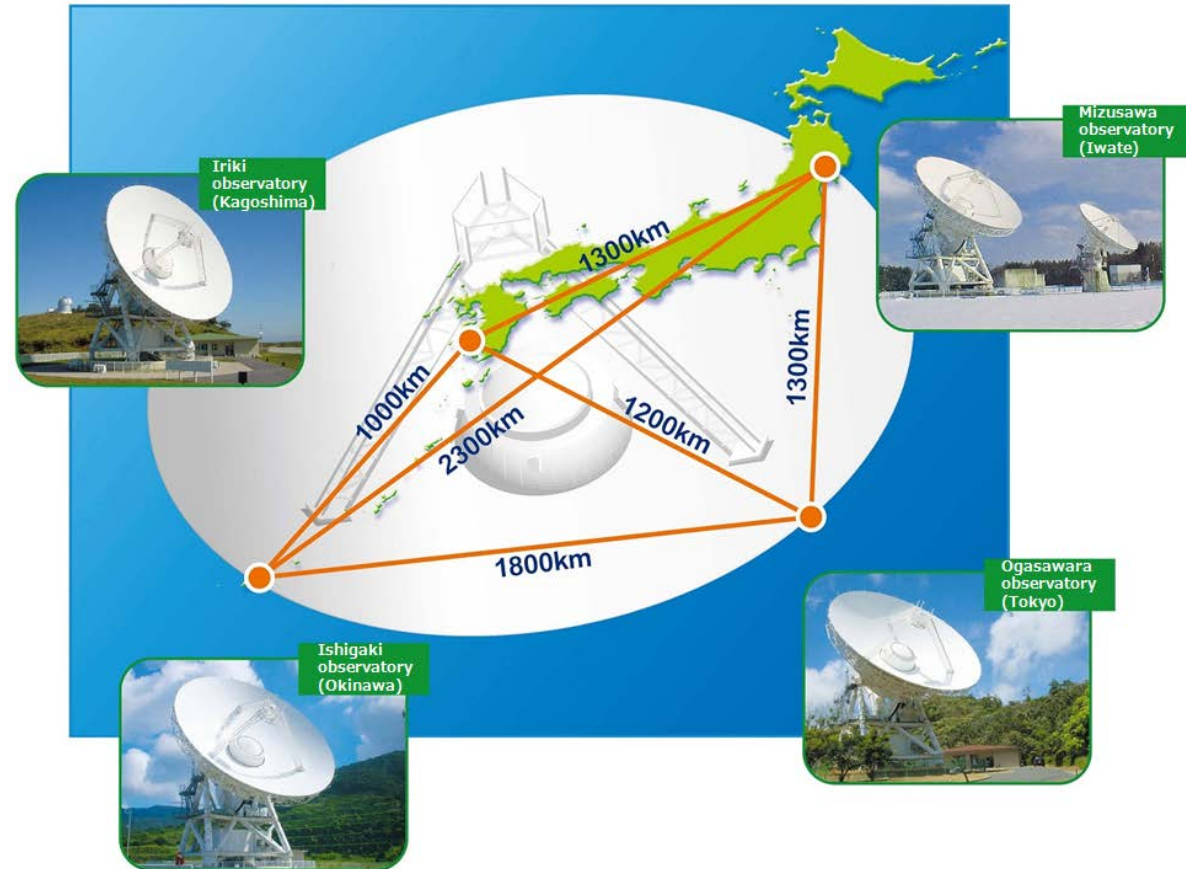 Iriki
observatory
(Kagoshima)
Mizusawa
observatory
(Iwate)
1300km
1300km
1000km
2300km
1200km
1800km
Ogasawara
observatory
(Tokyo)
Ishigaki
observatory
(Okinawa)